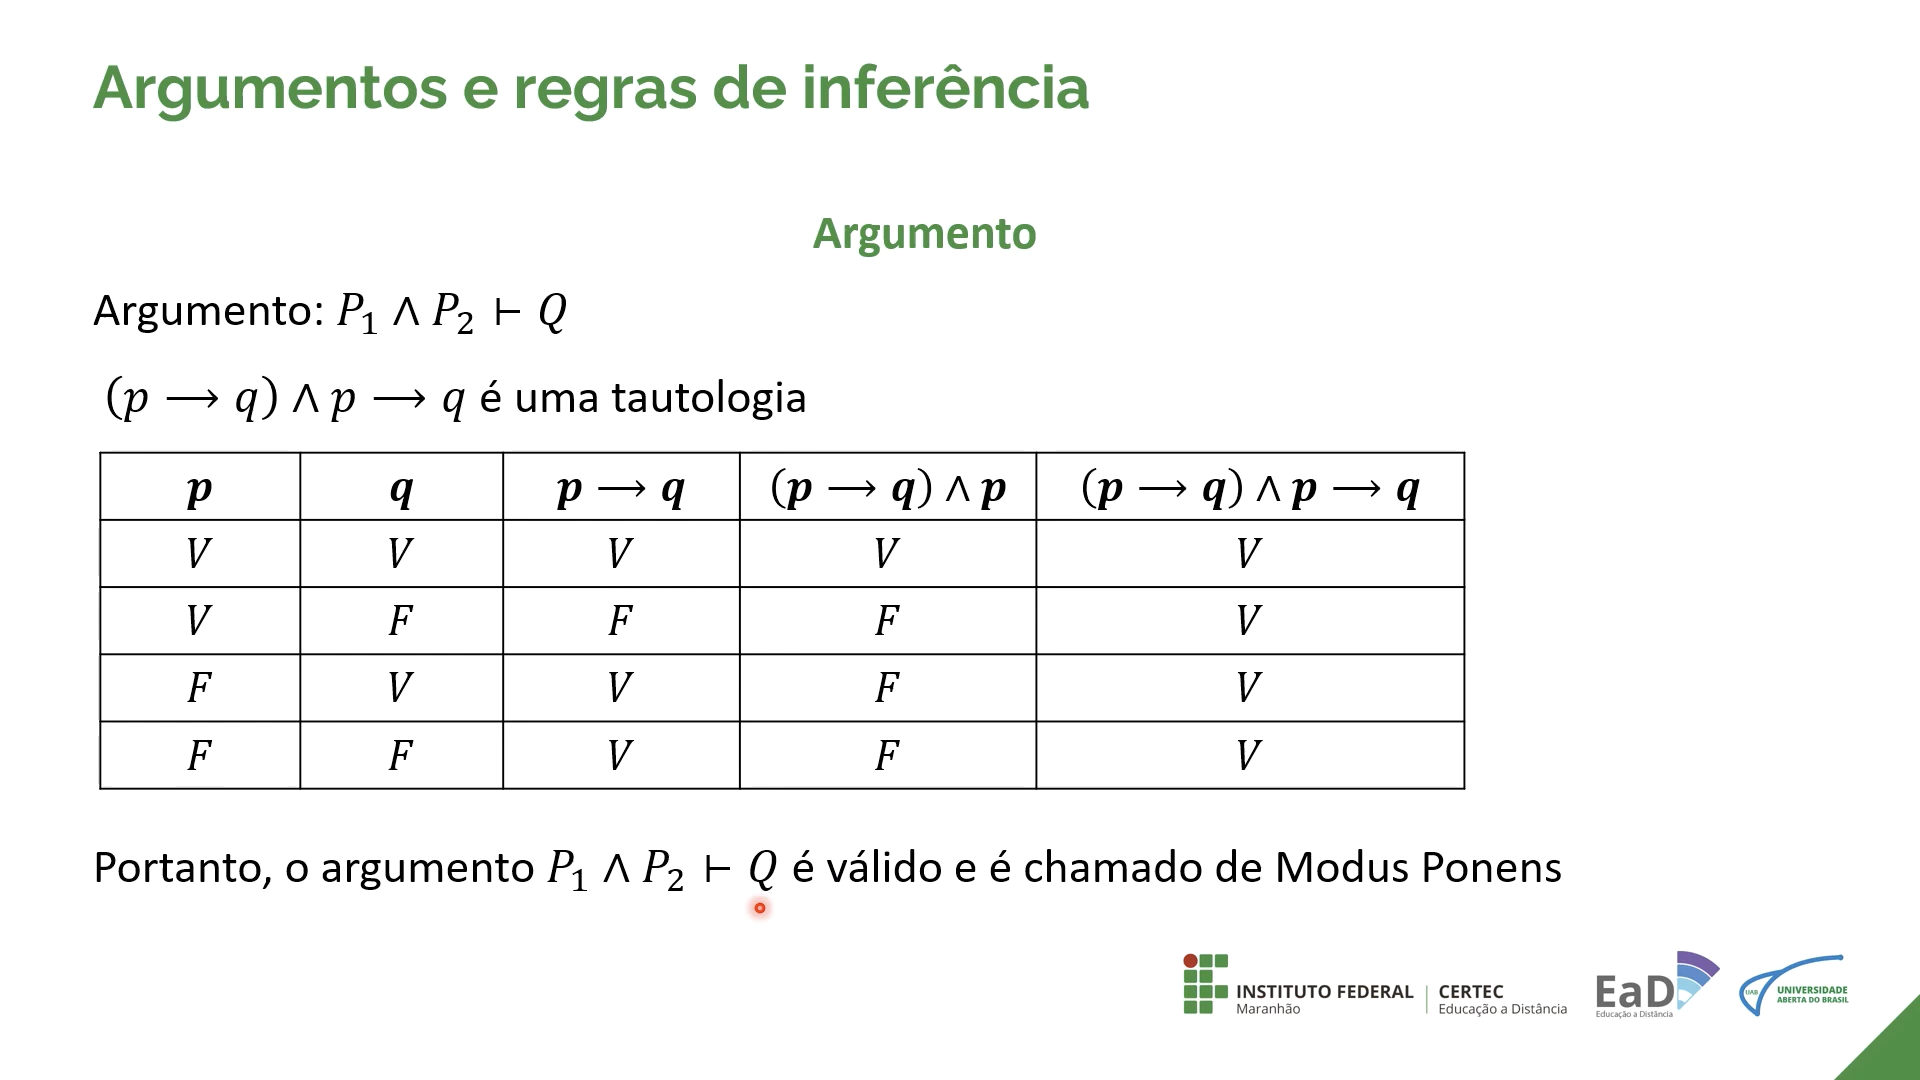 Argumentos e regras de inferência
Argumento
Argumento: P₁ ∧ P₂ ⊢ Q
(p ⟶ q) ∧ p ⟶ q é uma tautologia
p q p ⟶ q (p ⟶ q) ∧ p (p ⟶ q) ∧ p ⟶ q
V V V V V
V F F F V
F V V F V
F F V F V
Portanto, o argumento P₁ ∧ P₂ ⊢ Q é válido e é chamado de Modus Ponens
INSTITUTO FEDERAL
Maranhão
CERTEC
Educação a Distância
EaD
Educação a Distância
UAB
UNIVERSIDADE
ABERTA DO BRASIL